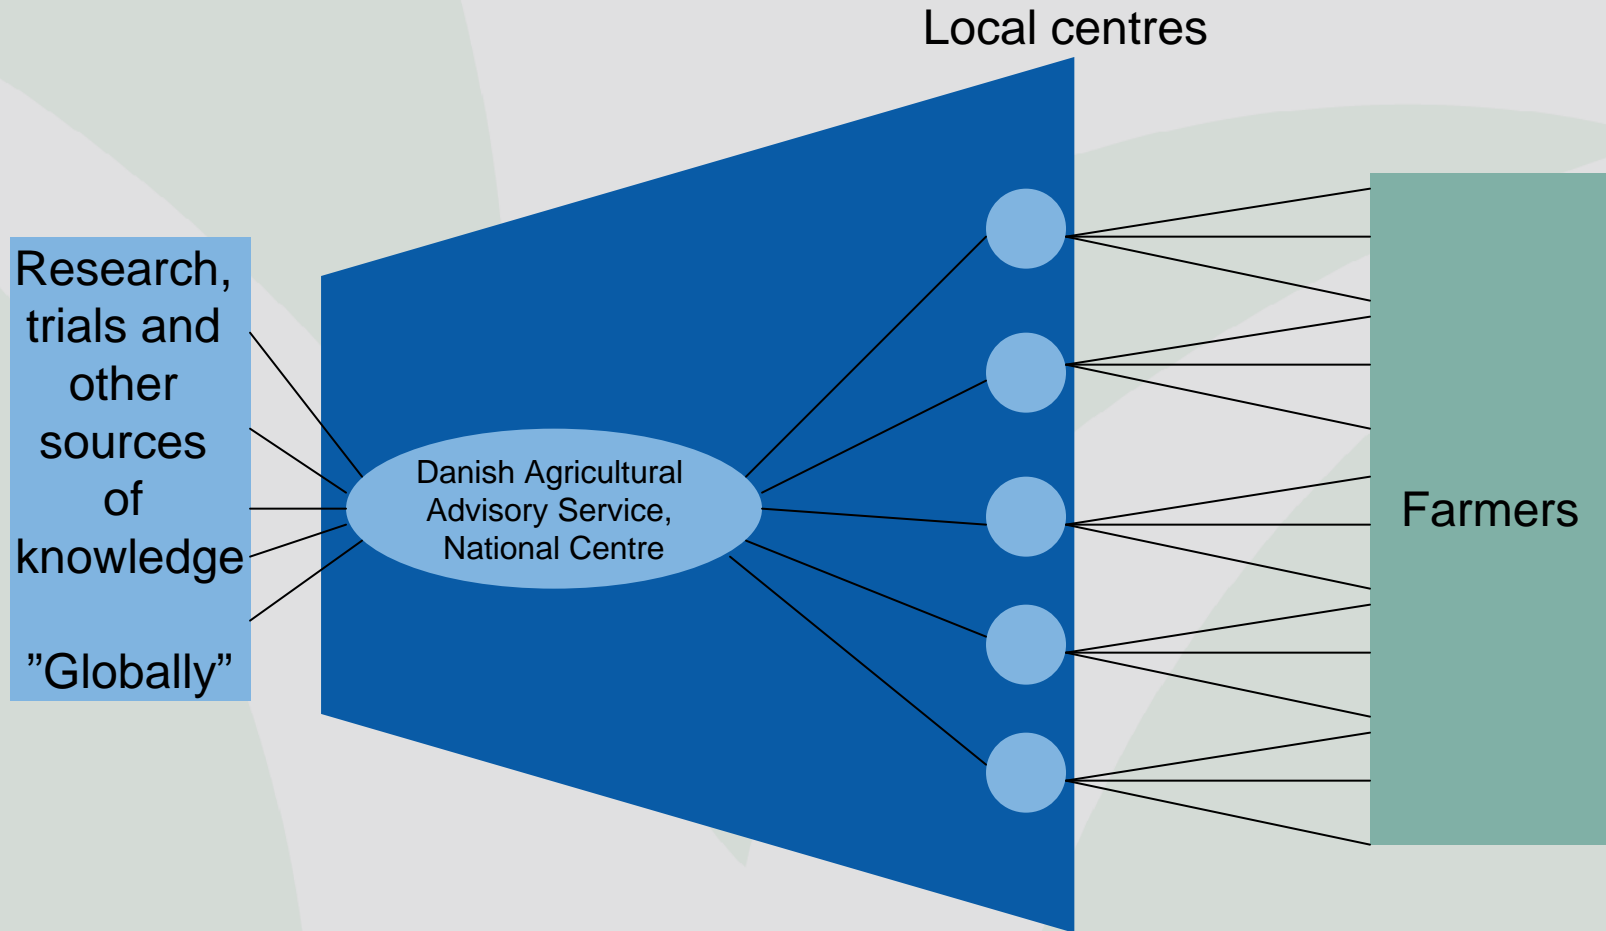 Local centres
Research,
trials and
other
sources
of
knowledge
”Globally”
Danish Agricultural
Advisory Service,
National Centre
Farmers